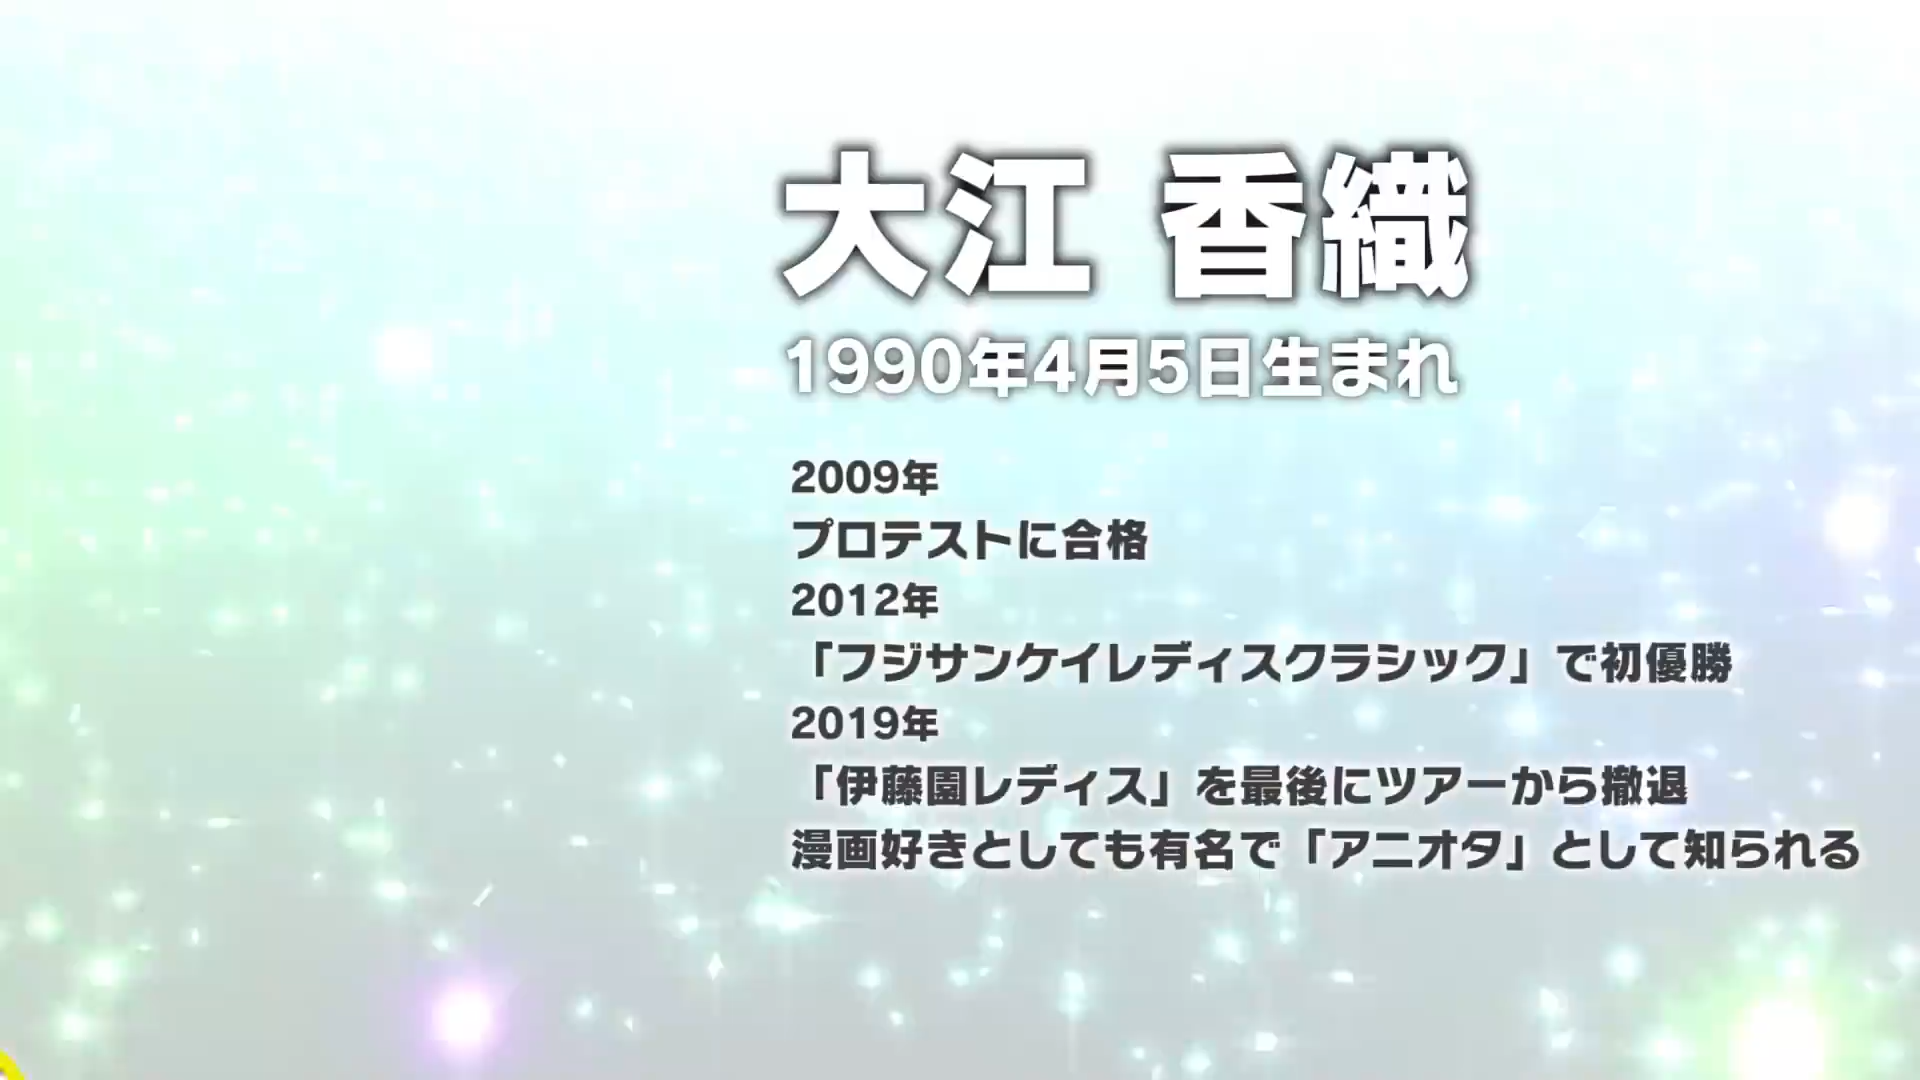 大江 香織
1990年4月5日生まれ
2009年
プロテストに合格
2012年
「フジサンケイレディスクラシック」で初優勝
2019年
「伊藤園レディス」を最後にツアーから撤退
漫画好きとしても有名で「アニオタ」として知られる